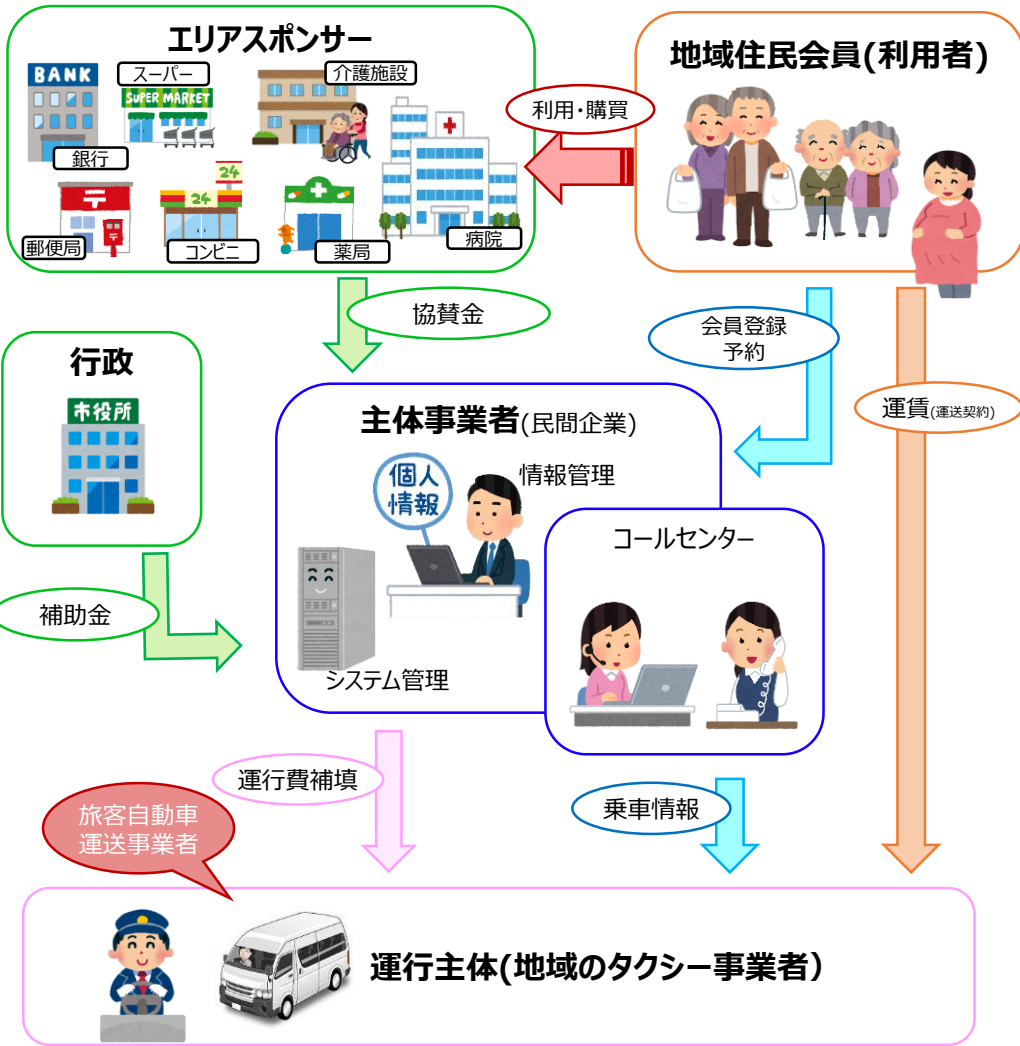 エリアスポンサー
BANK
スーパー
SUPER MARKET
介護施設
銀行
24
24
郵便局
コンビニ
薬局
病院
利用・購買
地域住民会員(利用者)
協賛金
会員登録
予約
行政
市役所
運賃(運送契約)
主体事業者(民間企業)
個人
情報
情報管理
コールセンター
補助金
システム管理
運行費補填
乗車情報
旅客自動車
運送事業者
運行主体(地域のタクシー事業者)